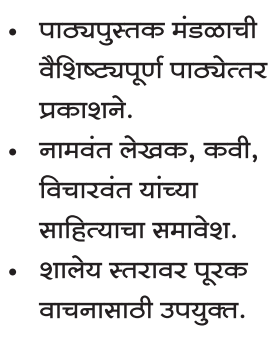 • पाठ्यपुस्तक मंडळाची
वैशिष्ट्यपूर्ण पाठ्येत्तर
प्रकाशने.
• नामवंत लेखक, कवी,
विचारवंत यांच्या
साहित्याचा समावेश.
• शालेय स्तरावर पूरक
वाचनासाठी उपयुक्त.